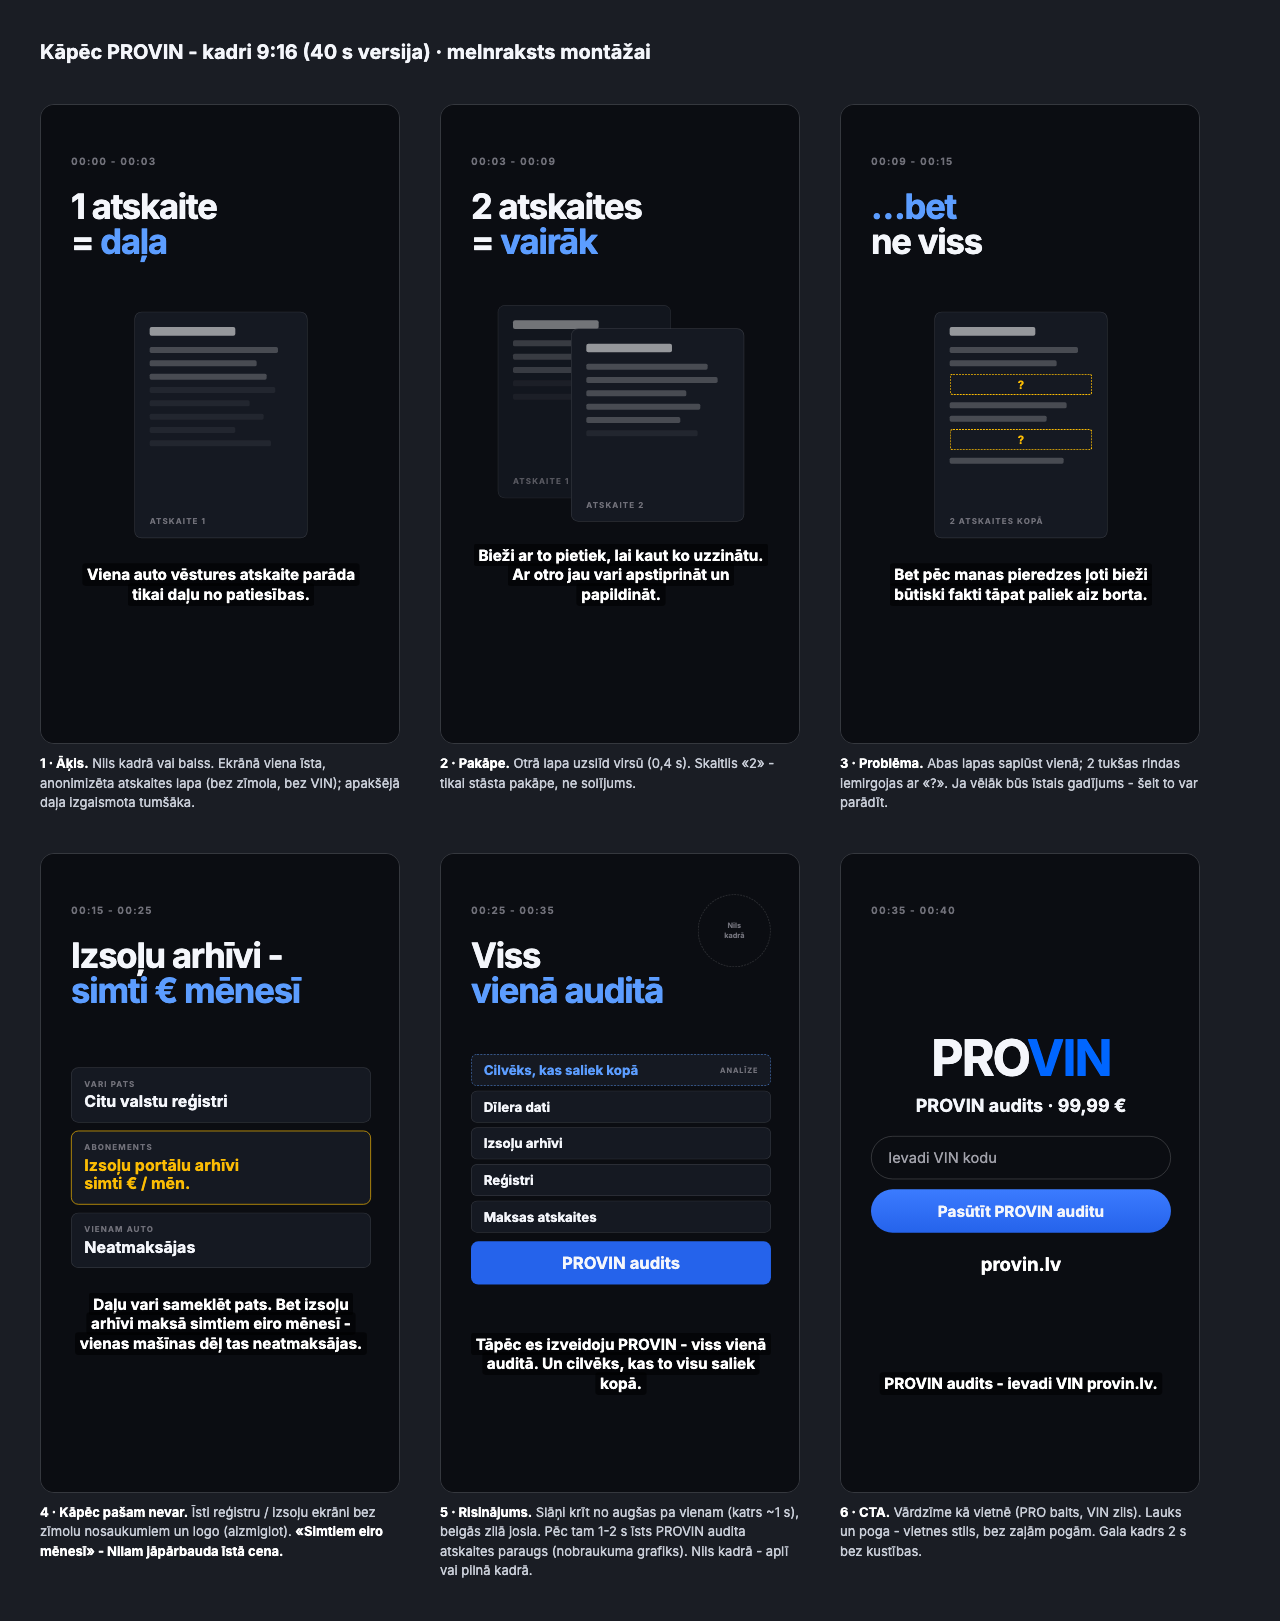 Kāpēc PROVIN - kadri 9:16 (40 s versija) · melnraksts montāžai
00:00 - 00:03
1 atskaite
= daļa
ATSKAITE 1
Viena auto vēstures atskaite parāda
tikai daļu no patiesības.
1 · Āķis. Nils kadrā vai balss. Ekrānā viena īsta,
anonimizēta atskaites lapa (bez zīmola, bez VIN); apakšējā
daļa izgaismota tumšāka.
00:03 - 00:09
2 atskaites
= vairāk
ATSKAITE 1
ATSKAITE 2
Bieži ar to pietiek, lai kaut ko uzzinātu.
Ar otro jau vari apstiprināt un
papildināt.
2 · Pakāpe. Otrā lapa uzslīd virsū (0,4 s). Skaitlis «2» -
tikai stāsta pakāpe, ne solījums.
00:09 - 00:15
...bet
ne viss
?
?
2 ATSKAITES KOPĀ
Bet pēc manas pieredzes ļoti bieži
būtiski fakti tāpat paliek aiz borta.
3 · Problēma. Abas lapas saplūst vienā; 2 tukšas rindas
iemirgojas ar «?». Ja vēlāk būs īstais gadījums - šeit to var
parādīt.
00:15 - 00:25
Izsoļu arhīvi -
simti € mēnesī
VARI PATS
Citu valstu reģistri
ABONEMENTS
Izsoļu portālu arhīvi
simti € / mēn.
VIENAM AUTO
Neatmaksājas
Daļu vari sameklēt pats. Bet izsoļu
arhīvi maksā simtiem eiro mēnesī -
vienas mašīnas dēļ tas neatmaksājas.
4 · Kāpēc pašam nevar. Īsti reģistru / izsoļu ekrāni bez
zīmolu nosaukumiem un logo (aizmiglot). «Simtiem eiro
mēnesī» - Nilam jāpārbauda īstā cena.
00:25 - 00:35
Nils
kadrā
Viss
vienā auditā
Cilvēks, kas saliek kopā
ANALĪZE
Dīlera dati
Izsoļu arhīvi
Reģistri
Maksas atskaites
PROVIN audits
Tāpēc es izveidoju PROVIN - viss vienā
auditā. Un cilvēks, kas to visu saliek
kopā.
5 · Risinājums. Slāņi krīt no augšas pa vienam (katrs ~1 s),
beigās zilā josla. Pēc tam 1-2 s īsts PROVIN audita
atskaites paraugs (nobraukuma grafiks). Nils kadrā - aplī
vai pilnā kadrā.
00:35 - 00:40
PROVIN
PROVIN audits · 99,99 €
Ievadi VIN kodu
Pasūtīt PROVIN auditu
provin.lv
PROVIN audits - ievadi VIN provin.lv.
6 · CTA. Vārdzīme kā vietnē (PRO balts, VIN zils). Lauks
un poga - vietnes stils, bez zaļām pogām. Gala kadrs 2 s
bez kustības.